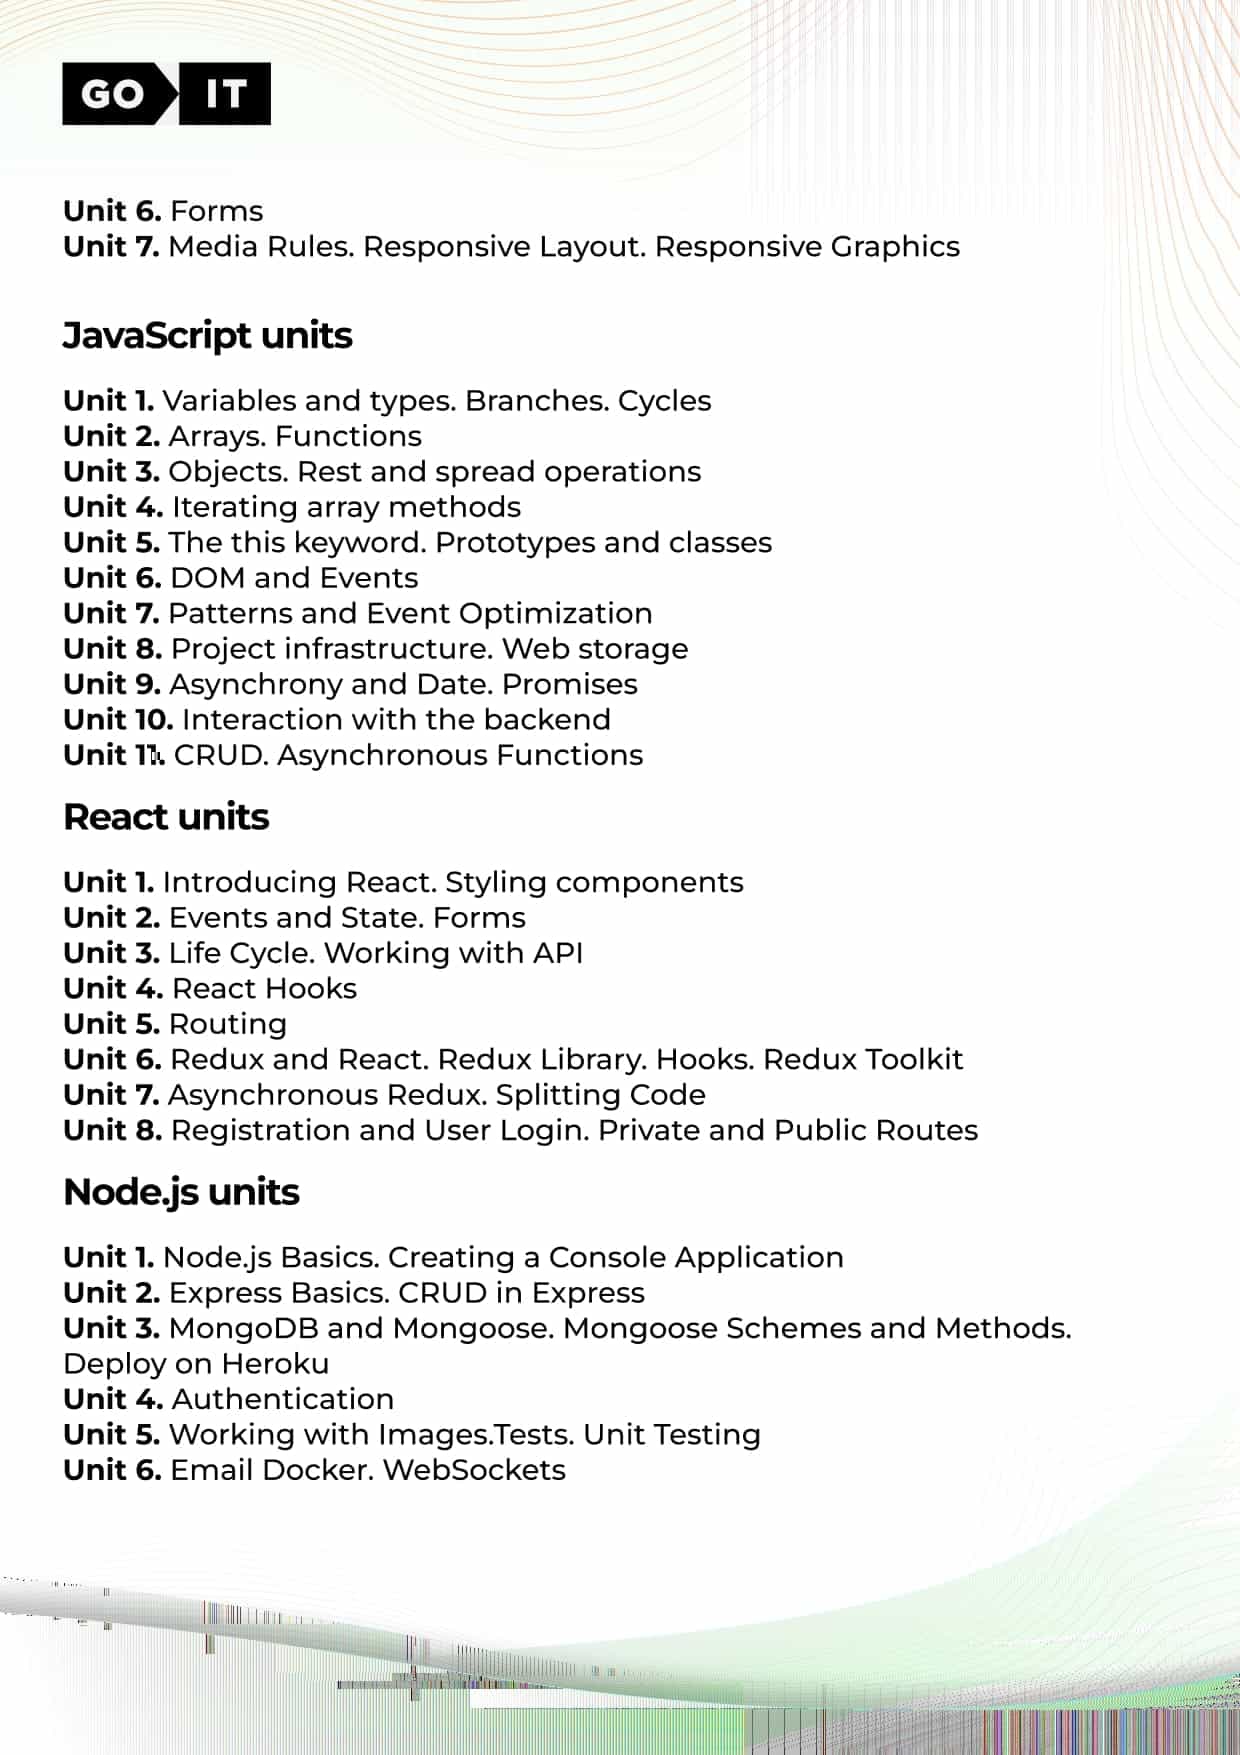 GO IT
Unit 6. Forms
Unit 7. Media Rules. Responsive Layout. Responsive Graphics
JavaScript units
Unit 1. Variables and types. Branches. Cycles
Unit 2. Arrays. Functions
Unit 3. Objects. Rest and spread operations
Unit 4. Iterating array methods
Unit 5. The this keyword. Prototypes and classes
Unit 6. DOM and Events
Unit 7. Patterns and Event Optimization
Unit 8. Project infrastructure. Web storage
Unit 9. Asynchrony and Date. Promises
Unit 10. Interaction with the backend
Unit 11. CRUD. Asynchronous Functions
React units
Unit 1. Introducing React. Styling components
Unit 2. Events and State. Forms
Unit 3. Life Cycle. Working with API
Unit 4. React Hooks
Unit 5. Routing
Unit 6. Redux and React. Redux Library. Hooks. Redux Toolkit
Unit 7. Asynchronous Redux. Splitting Code
Unit 8. Registration and User Login. Private and Public Routes
Node.js units
Unit 1. Node.js Basics. Creating a Console Application
Unit 2. Express Basics. CRUD in Express
Unit 3. MongoDB and Mongoose. Mongoose Schemes and Methods.
Deploy on Heroku
Unit 4. Authentication
Unit 5. Working with Images.Tests. Unit Testing
Unit 6. Email Docker. WebSockets